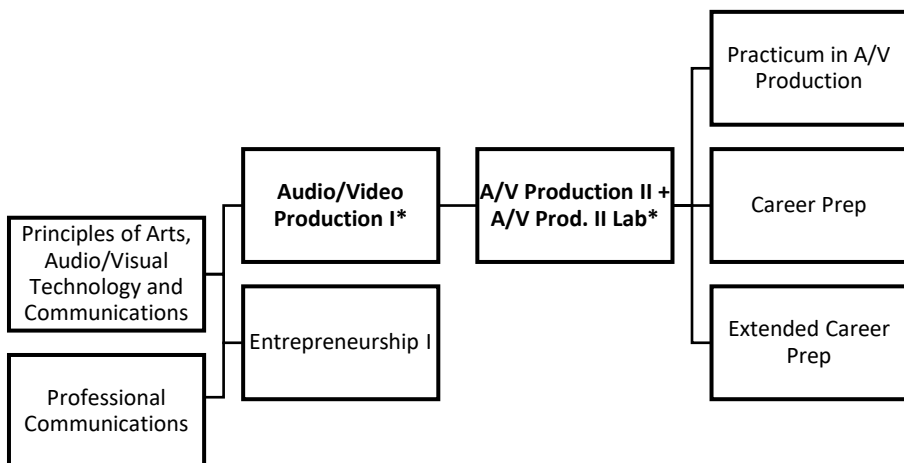 Principles of Arts,
Audio/Visual
Technology and
Communications
Professional
Communications
Audio/Video
Production I*
Entrepreneurship I
A/V Production II +
A/V Prod. II Lab*
Practicum in A/V
Production
Career Prep
Extended Career
Prep